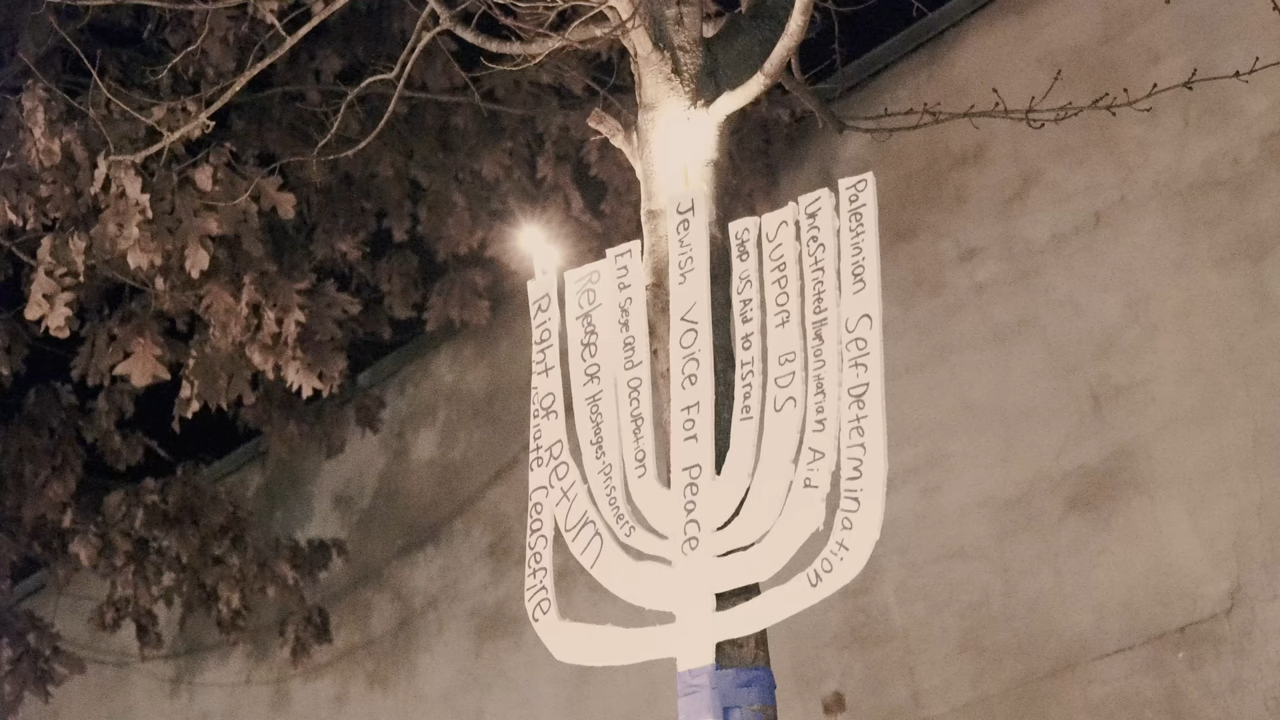 Right Of Return
Ceasefire
Release Of Hostages-Prisoners
End Seige and Occupation
Jewish Voice For Peace
Stop US Aid to Israel
Support BDS
Unrestricted Humanitarian Aid
Palestinian Self-Determination